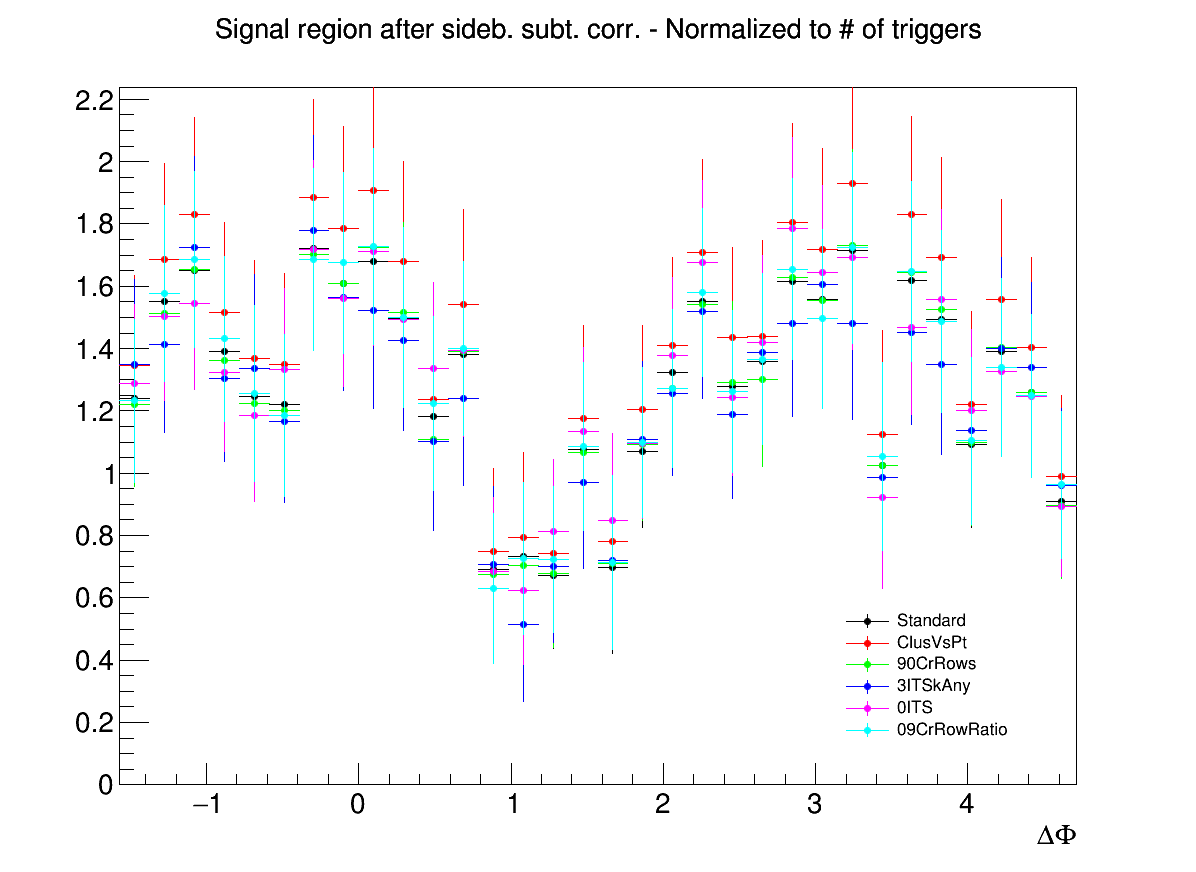 Signal region after sideb. subt. corr. - Normalized to # of triggers
2.2
2
1.8
1.6
1.4
1.2
1
0.8
0.6
0.4
0.2
0
Standard
ClusVsPt
90CrRows
3ITSkAny
0ITS
09CrRowRatio
−1 0 1 2 3 4
ΔΦ